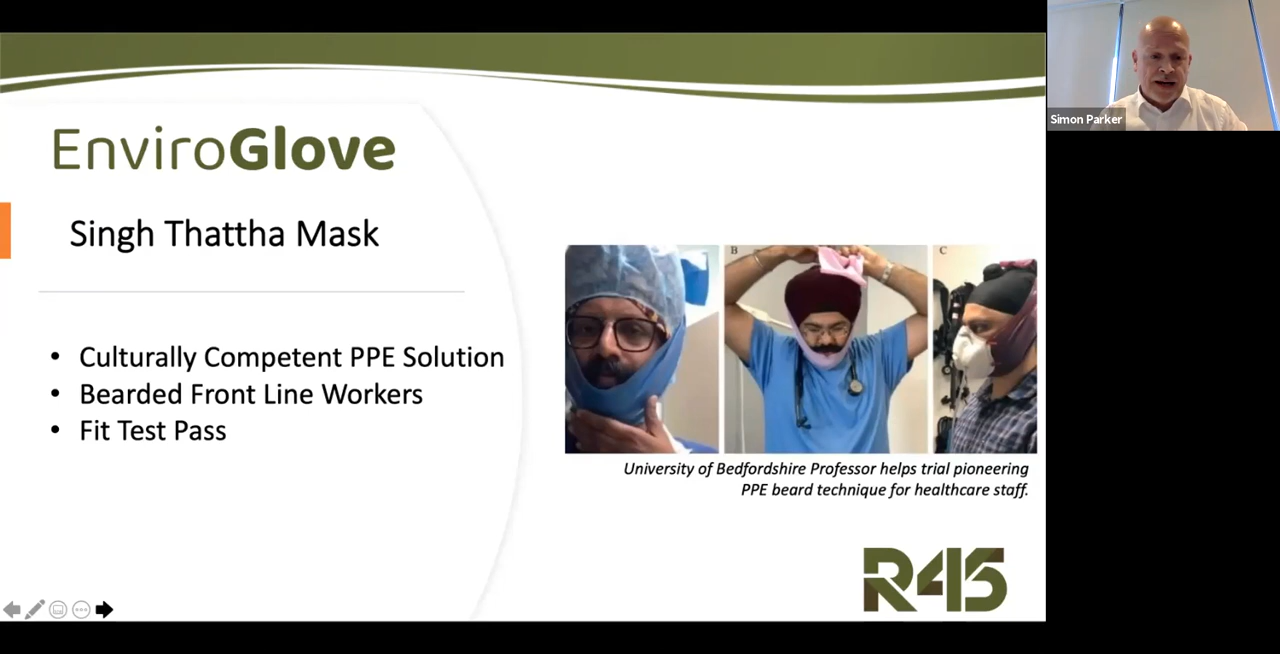 EnviroGlove
Singh Thattha Mask
• Culturally Competent PPE Solution
• Bearded Front Line Workers
• Fit Test Pass
B
C
University of Bedfordshire Professor helps trial pioneering
PPE beard technique for healthcare staff.
R45
Simon Parker